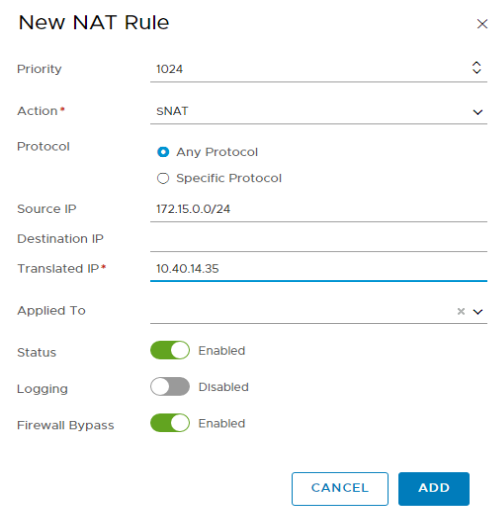 New NAT Rule
Priority 1024
Action* SNAT
Protocol Any Protocol
Specific Protocol
Source IP 172.15.0.0/24
Destination IP
Translated IP* 10.40.14.35
Applied To
Status Enabled
Logging Disabled
Firewall Bypass Enabled
CANCEL ADD